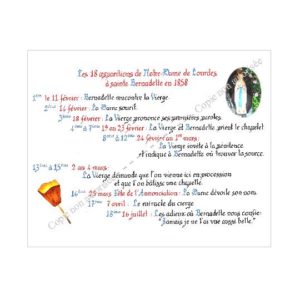 Les 18 apparitions de Notre-Dame de Lourdes
à sainte Bernadette en 1858
1ère le 11 février : Bernadette rencontre la Vierge
2ème 14 février : La Dame sourit.
3ème 18 février : La Vierge prononce ses premières paroles.
4ème à 7ème 19 au 23 février : La Vierge et Bernadette prient le chapelet
8ème à 12ème 24 février au 1er mars :
La Vierge invite à la pénitence
et indique à Bernadette où trouver la source.
13ème à 15ème 2 au 4 mars :
La Vierge demande que l'on vienne ici en procession
et que l'on bâtisse une chapelle.
16ème 25 mars Fête de l'Annonciation : La Dame dévoile son nom.
17ème 7 avril : Le miracle du cierge
18ème 16 juillet : Les adieux où Bernadette nous confie :
"Jamais je ne l'ai vue aussi belle."
Copie non
Copie non